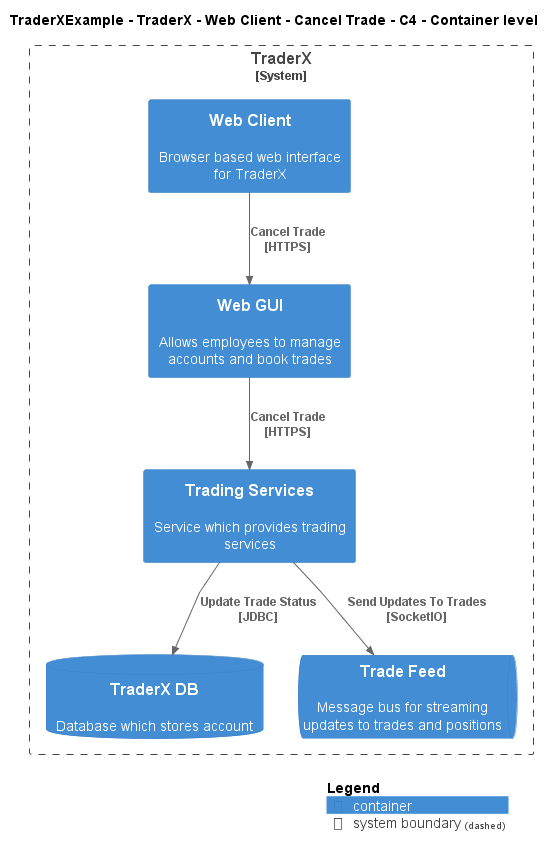 TraderXExample - TraderX - Web Client - Cancel Trade - C4 - Container level
TraderX
[System]
Web Client
Browser based web interface
for TraderX
Cancel Trade
[HTTPS]
Web GUI
Allows employees to manage
accounts and book trades
Cancel Trade
[HTTPS]
Trading Services
Service which provides trading
services
Update Trade Status
[JDBC]
Send Updates To Trades
[SocketIO]
TraderX DB
Database which stores account
Trade Feed
Message bus for streaming
updates to trades and positions
Legend
container
system boundary (dashed)